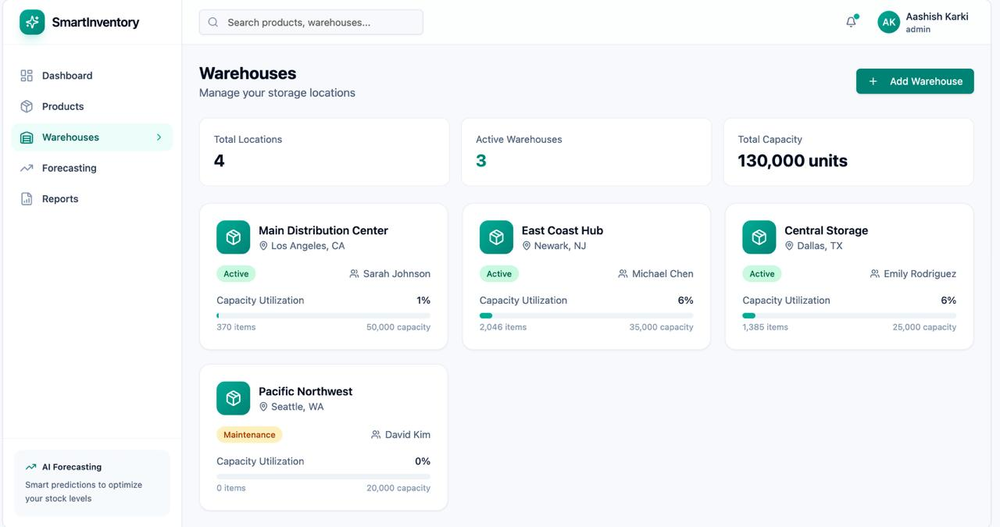 SmartInventory
Search products, warehouses...
AK
Aashish Karki
admin
Dashboard
Products
Warehouses
Forecasting
Reports
AI Forecasting
Smart predictions to optimize
your stock levels
Warehouses
Manage your storage locations
+ Add Warehouse
Total Locations
4
Active Warehouses
3
Total Capacity
130,000 units
Main Distribution Center
Los Angeles, CA
Active
Sarah Johnson
Capacity Utilization 1%
370 items 50,000 capacity
East Coast Hub
Newark, NJ
Active
Michael Chen
Capacity Utilization 6%
2,046 items 35,000 capacity
Central Storage
Dallas, TX
Active
Emily Rodriguez
Capacity Utilization 6%
1,385 items 25,000 capacity
Pacific Northwest
Seattle, WA
Maintenance
David Kim
Capacity Utilization 0%
0 items 20,000 capacity